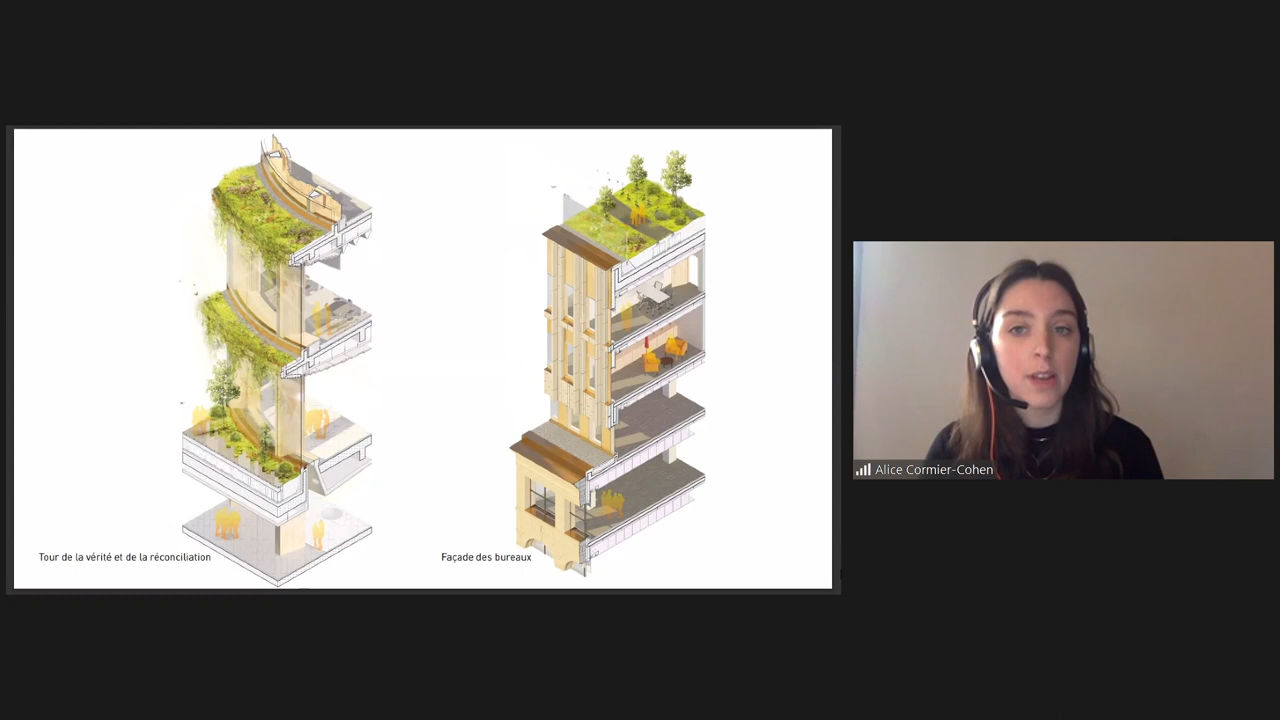 Tour de la vérité et de la réconciliation
Façade des bureaux
Alice Cormier-Cohen